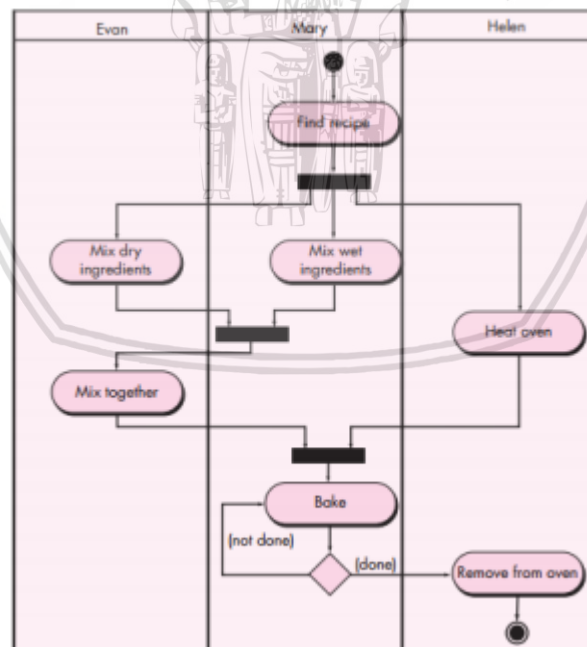 Evan
Mary
Helen
Find recipe
Mix dry
ingredients
Mix wet
ingredients
Heat oven
Mix together
Bake
(not done)
(done)
Remove from oven